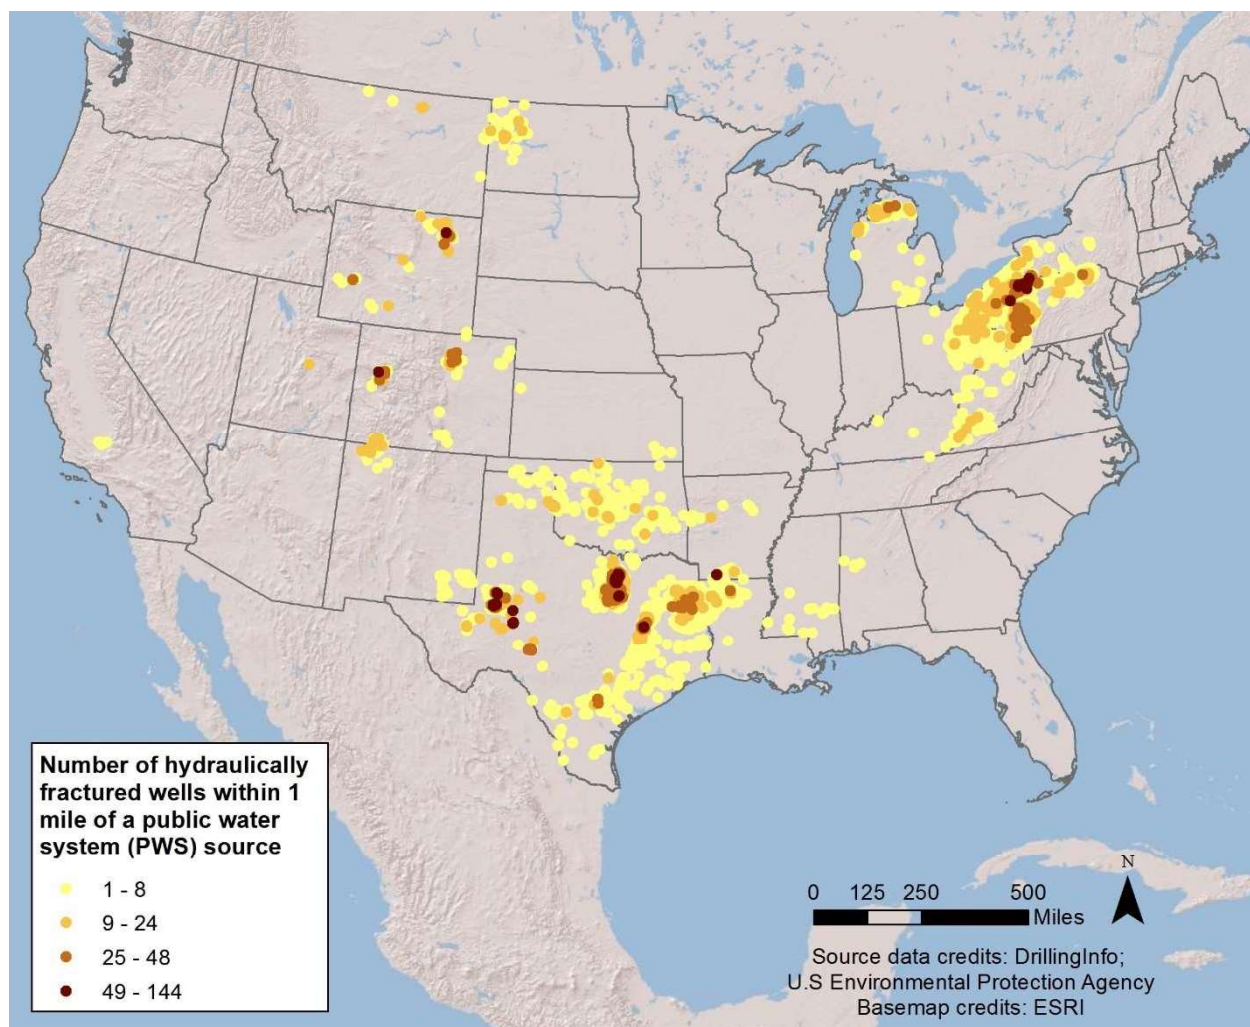 Number of hydraulically
fractured wells within 1
mile of a public water
system (PWS) source
1 - 8
9 - 24
25 - 48
49 - 144
N
0 125 250 500
Miles
Source data credits: DrillingInfo;
U.S Environmental Protection Agency
Basemap credits: ESRI